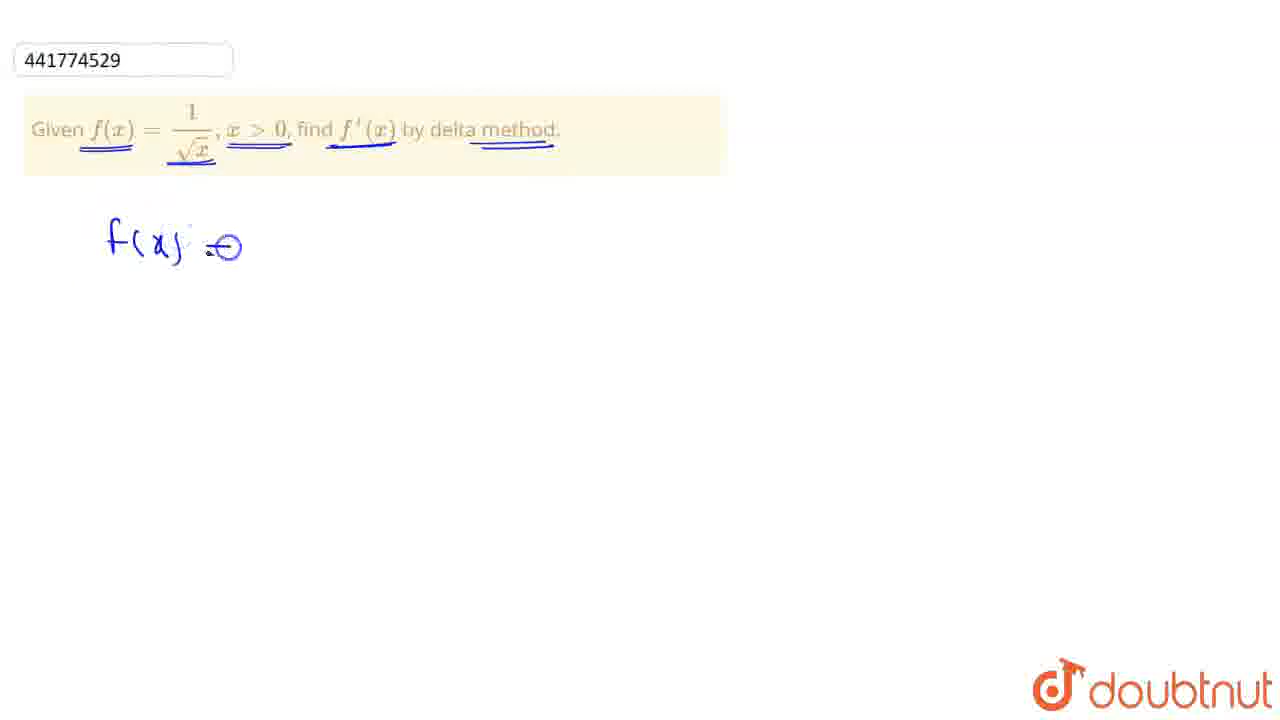 441774529
Given f(x) = 1/√x, x > 0, find f'(x) by delta method.
f(x) =
doubtnut